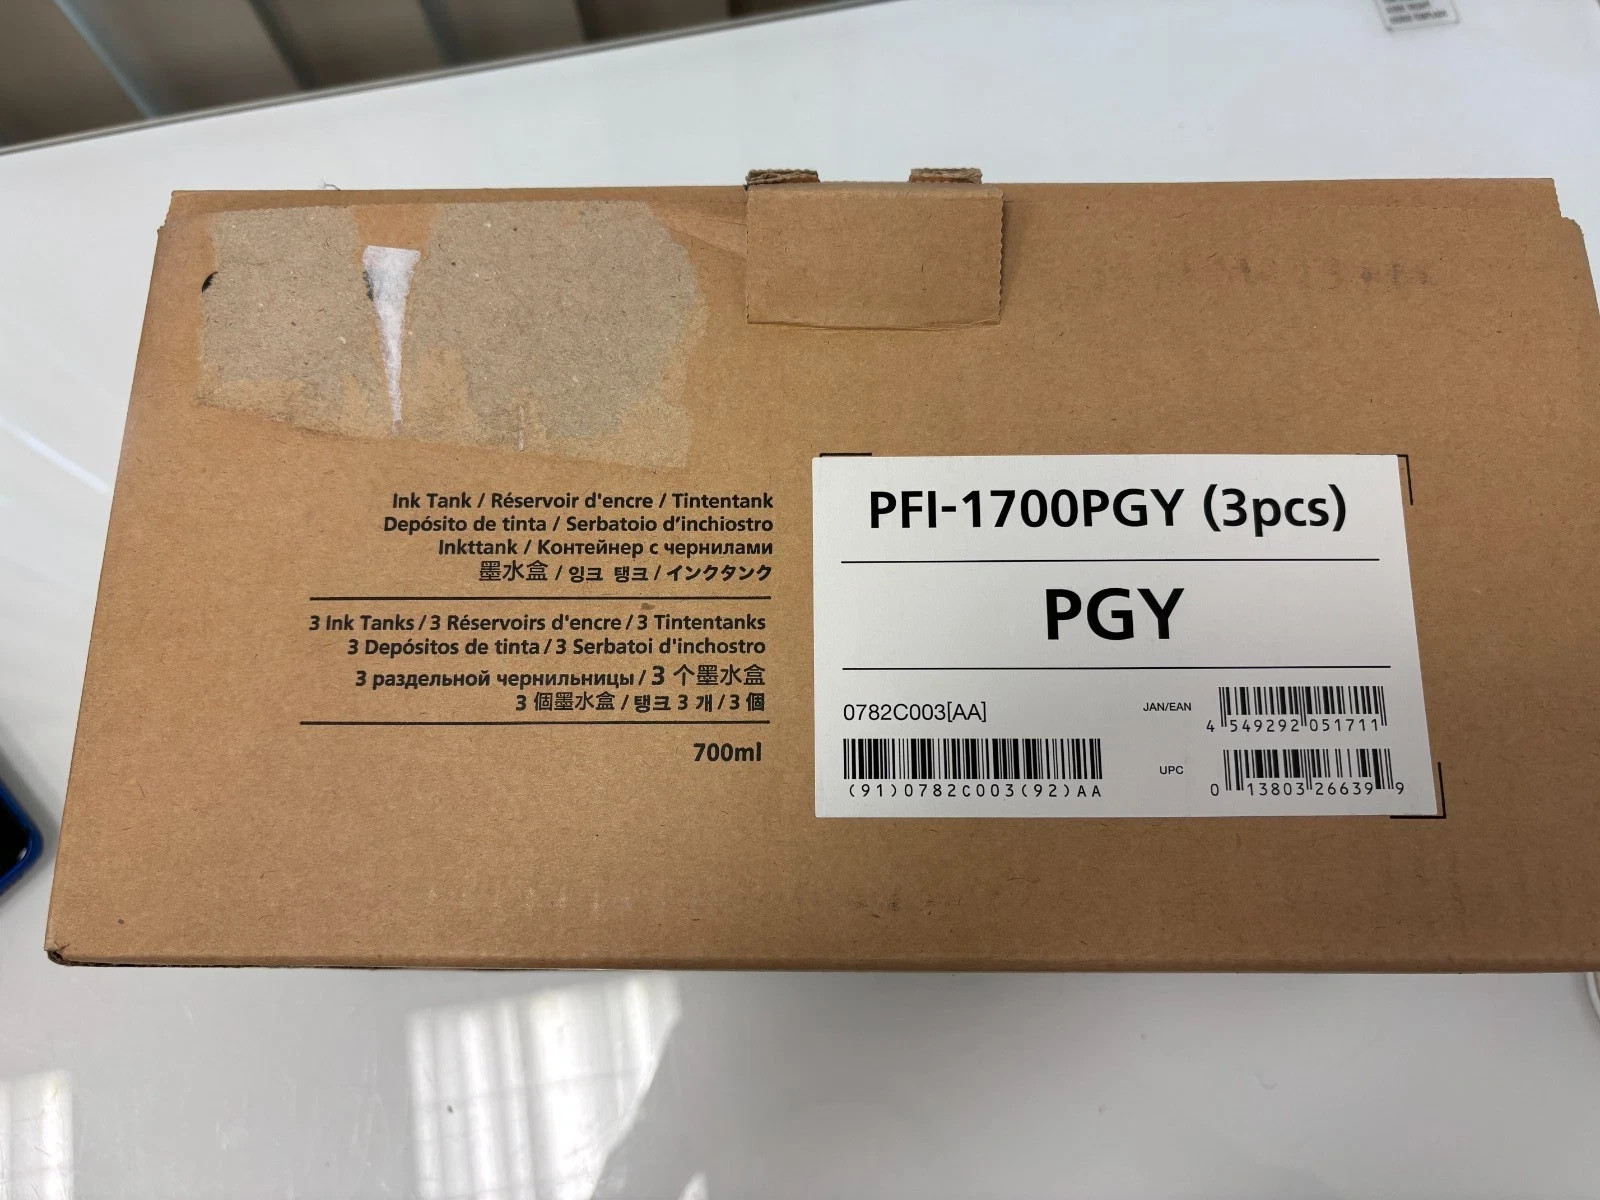 Ink Tank / Réservoir d'encre / Tintentank
Depósito de tinta / Serbatoio d'inchiostro
Inkttank / Контейнер с чернилами
墨水盒 / 잉크 탱크 / インクタンク
3 Ink Tanks / 3 Réservoirs d'encre / 3 Tintentanks
3 Depósitos de tinta / 3 Serbatoi d'inchostro
3 раздельной чернильницы / 3 个墨水盒
3 個墨水盒 / 탱크 3 개 / 3 個
700ml
PFI-1700PGY (3pcs)
PGY
0782C003[AA]
(91)0782C003(92)AA
JAN/EAN
4 549292 051711
UPC
0 13803 26639 9